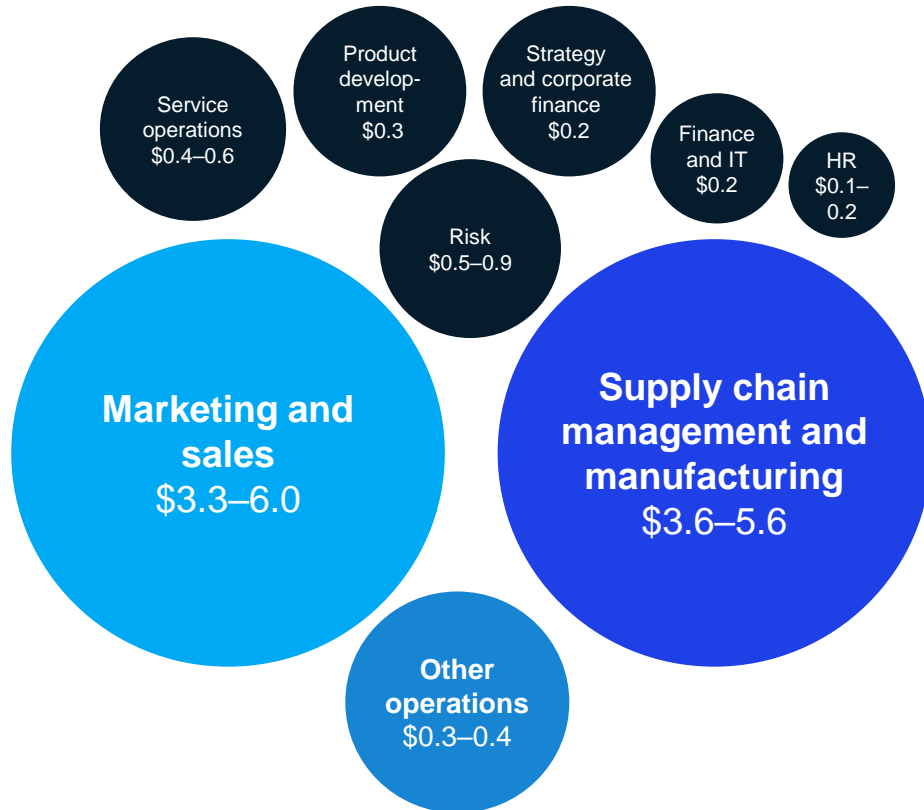 Service
operations
$0.4–0.6
Product
develop-
ment
$0.3
Strategy
and corporate
finance
$0.2
Finance
and IT
$0.2
HR
$0.1–
0.2
Risk
$0.5–0.9
Marketing and
sales
$3.3–6.0
Supply chain
management and
manufacturing
$3.6–5.6
Other
operations
$0.3–0.4